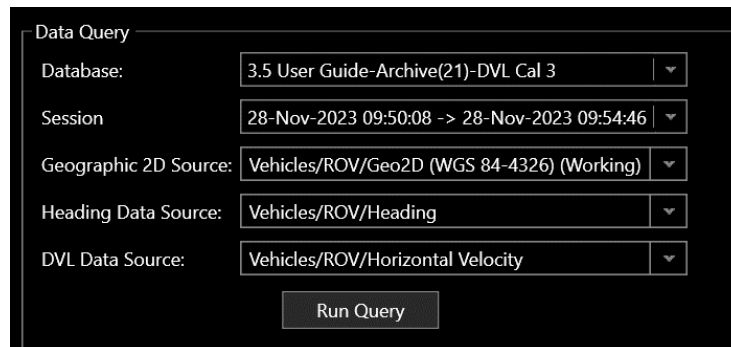 Data Query
Database: 3.5 User Guide-Archive(21)-DVL Cal 3
Session 28-Nov-2023 09:50:08 -> 28-Nov-2023 09:54:46
Geographic 2D Source: Vehicles/ROV/Geo2D (WGS 84-4326) (Working)
Heading Data Source: Vehicles/ROV/Heading
DVL Data Source: Vehicles/ROV/Horizontal Velocity
Run Query